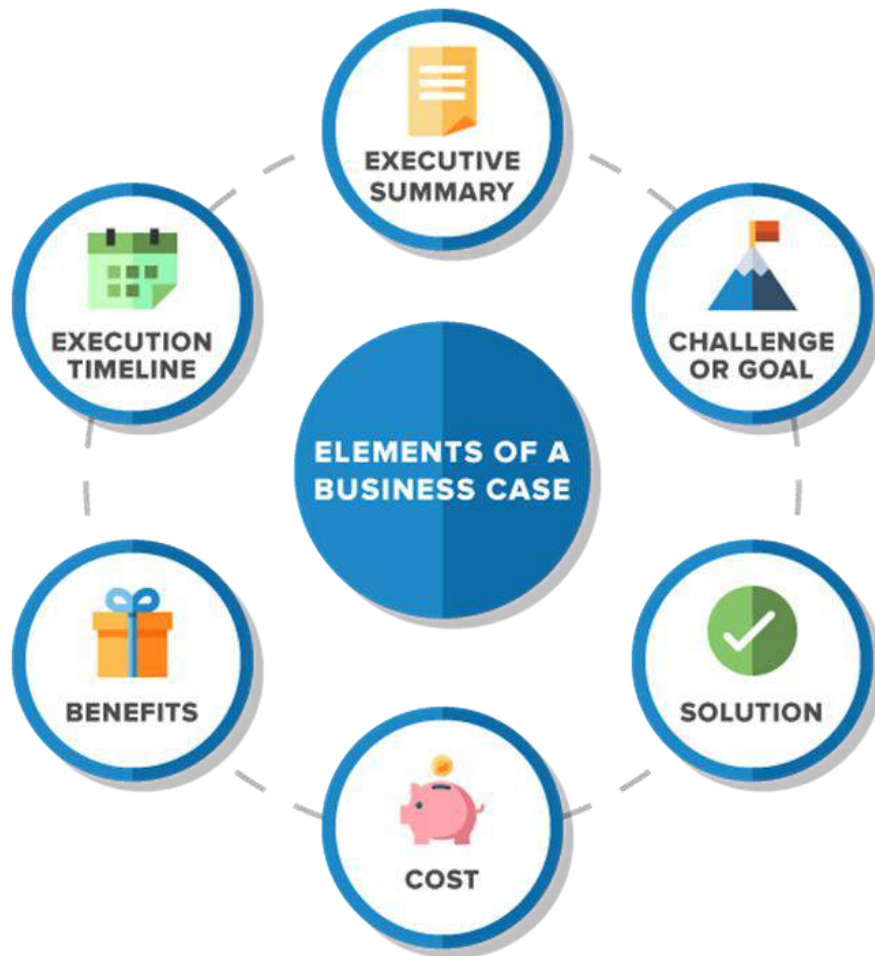 EXECUTIVE
SUMMARY
CHALLENGE
OR GOAL
SOLUTION
COST
BENEFITS
EXECUTION
TIMELINE
ELEMENTS OF A
BUSINESS CASE